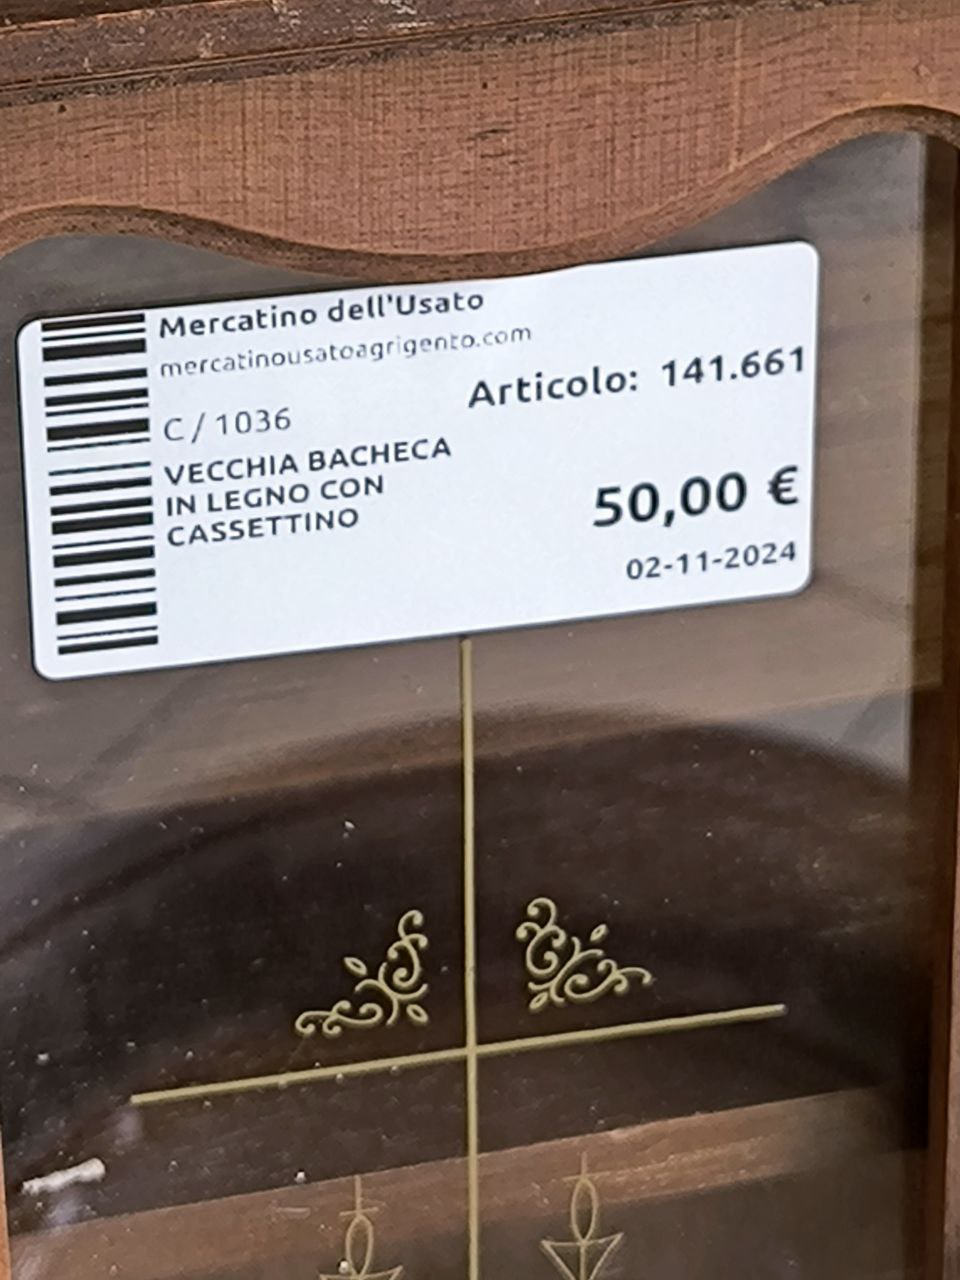 Mercatino dell'Usato
mercatinousatoagrigento.com
Articolo: 141.661
C / 1036
VECCHIA BACHECA
IN LEGNO CON
CASSETTINO
50,00 €
02-11-2024